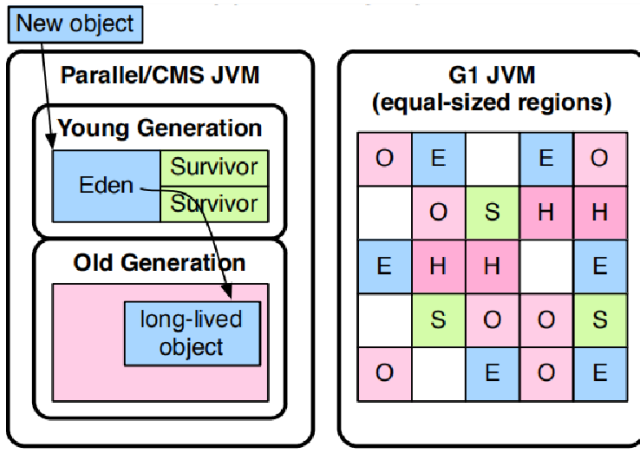 New object
Parallel/CMS JVM
Young Generation
Eden
Survivor
Survivor
Old Generation
long-lived
object
G1 JVM
(equal-sized regions)
O E E O
O S H H
E H H E
S O O S
O E O E